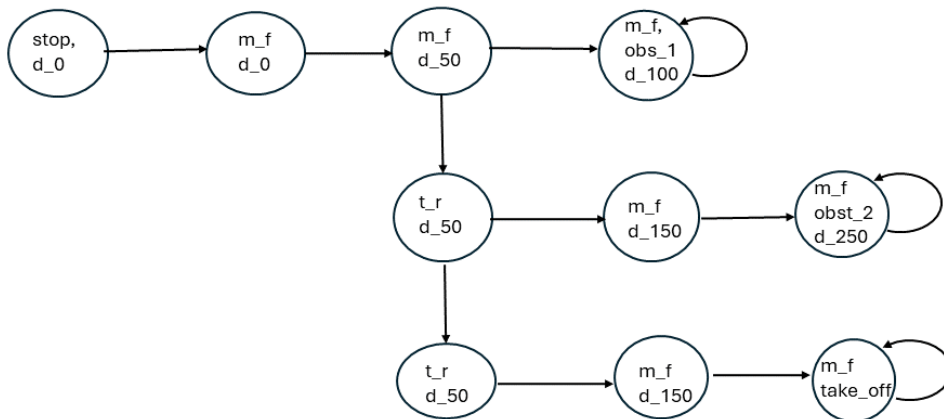 stop,
d_0
m_f
d_0
m_f
d_50
m_f,
obs_1
d_100
t_r
d_50
m_f
d_150
m_f
obst_2
d_250
t_r
d_50
m_f
d_150
m_f
take_off